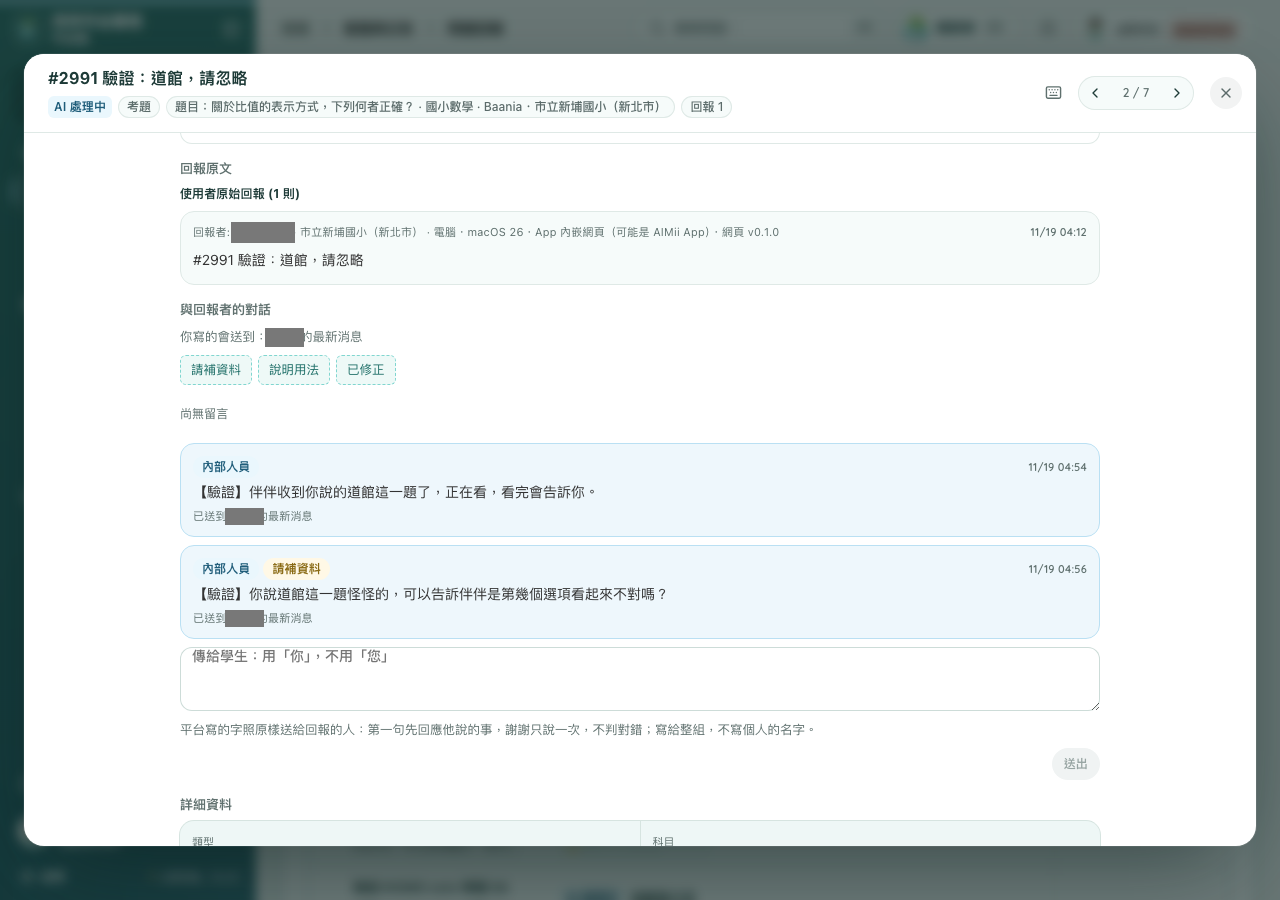 #2991 驗證：道館，請忽略
AI 處理中 考題 題目：關於比值的表示方式，下列何者正確？ · 國小數學 · Baania · 市立新埔國小（新北市） 回報 1
2 / 7
回報原文
使用者原始回報 (1 則)
回報者: 市立新埔國小（新北市） · 電腦 · macOS 26 · App 內嵌網頁（可能是 AIMii App） · 網頁 v0.1.0 11/19 04:12
#2991 驗證：道館，請忽略
與回報者的對話
你寫的會送到： 的最新消息
請補資料 說明用法 已修正
尚無留言
內部人員 11/19 04:54
【驗證】伴伴收到你說的道館這一題了，正在看，看完會告訴你。
已送到 的最新消息
內部人員 請補資料 11/19 04:56
【驗證】你說道館這一題怪怪的，可以告訴伴伴是第幾個選項看起來不對嗎？
已送到 的最新消息
傳給學生：用「你」，不用「您」
平台寫的字照原樣送給回報的人：第一句先回應他說的事，謝謝只說一次，不判對錯；寫給整組，不寫個人的名字。
送出
詳細資料
類型 科目